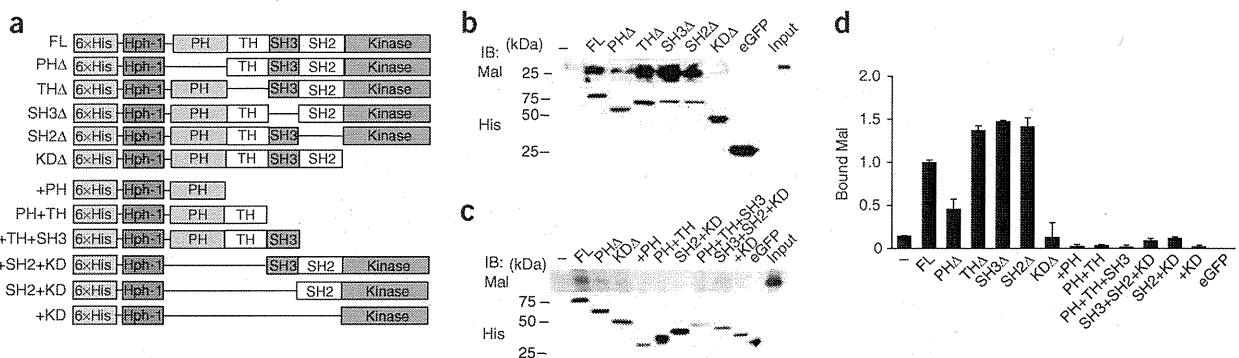 a
FL 6×His Hph-1 PH TH SH3 SH2 Kinase
PHΔ 6×His Hph-1 TH SH3 SH2 Kinase
THΔ 6×His Hph-1 PH SH3 SH2 Kinase
SH3Δ 6×His Hph-1 PH TH SH2 Kinase
SH2Δ 6×His Hph-1 PH TH SH3 Kinase
KDΔ 6×His Hph-1 PH TH SH3 SH2
+PH 6×His Hph-1 PH
PH+TH 6×His Hph-1 PH TH
+TH+SH3 6×His Hph-1 PH TH SH3
+SH2+KD 6×His Hph-1 SH3 SH2 Kinase
SH2+KD 6×His Hph-1 SH2 Kinase
+KD 6×His Hph-1 Kinase
b
– FL PHΔ THΔ SH3Δ SH2Δ KDΔ eGFP Input
IB: (kDa)
Mal 25 –
75 –
50 –
His
25–
c
– FL PHΔ KDΔ +PH PH+TH SH2+KD PH+TH+SH3 SH3+SH2+KD +KD eGFP Input
IB: (kDa)
Mal
75 –
50 –
His
25 –
d
Bound Mal
2.0
1.5
1.0
0.5
0
– FL PHΔ THΔ SH3Δ SH2Δ KDΔ +PH PH+TH PH+TH+SH3 SH3+SH2+KD SH2+KD +KD eGFP